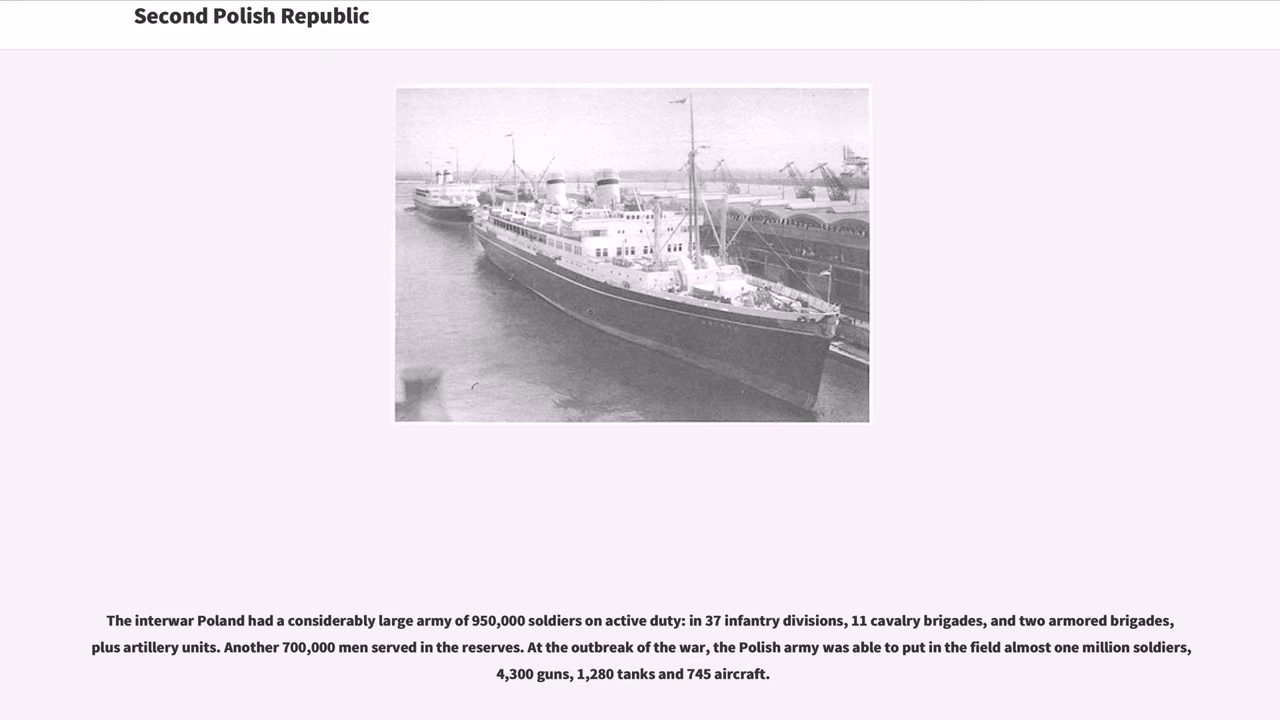 Second Polish Republic
The interwar Poland had a considerably large army of 950,000 soldiers on active duty: in 37 infantry divisions, 11 cavalry brigades, and two armored brigades,
plus artillery units. Another 700,000 men served in the reserves. At the outbreak of the war, the Polish army was able to put in the field almost one million soldiers,
4,300 guns, 1,280 tanks and 745 aircraft.